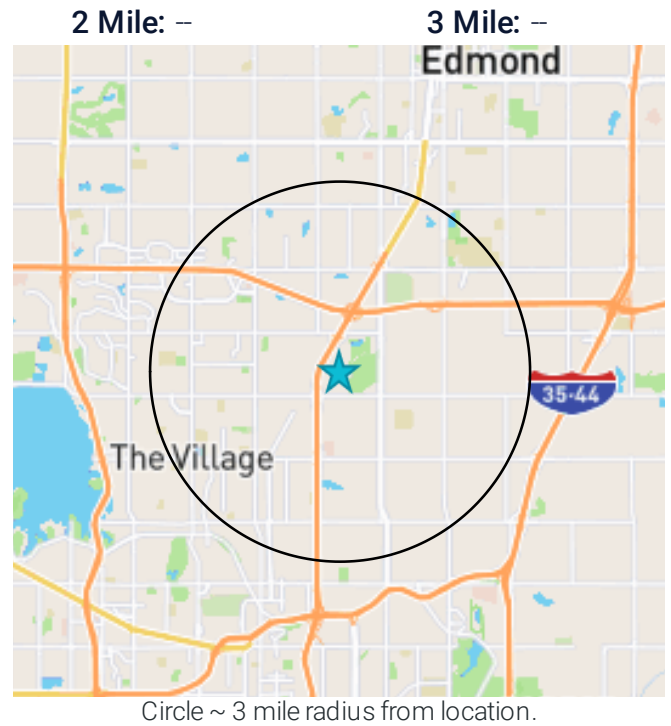 2 Mile: -- 3 Mile: --
Edmond
35-44
The Village
Circle ~ 3 mile radius from location.